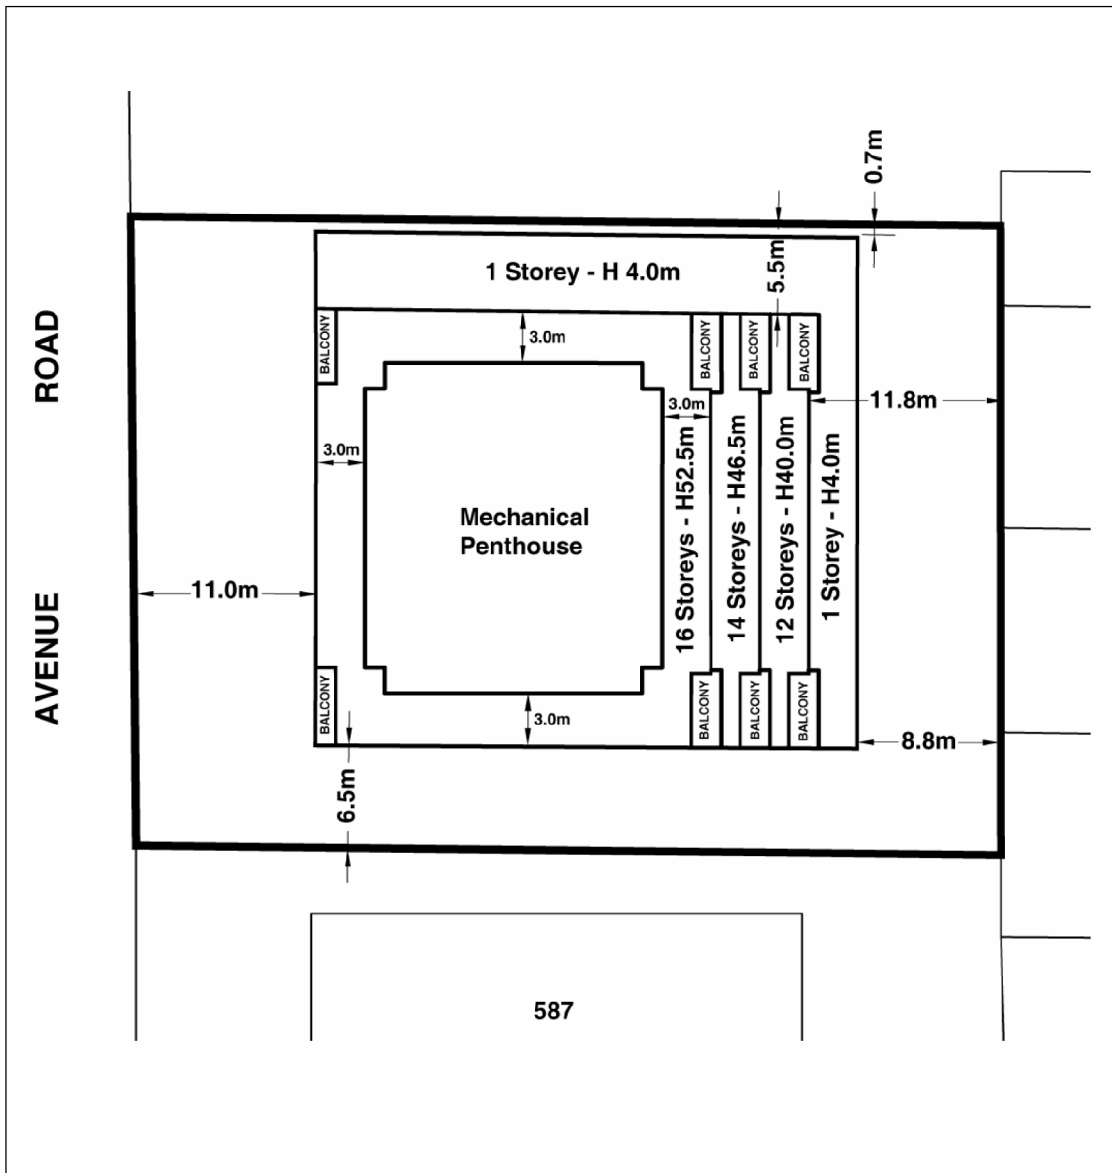 0.7m
5.5m
1 Storey - H 4.0m
BALCONY
3.0m
BALCONY
BALCONY
BALCONY
ROAD
11.8m
3.0m
3.0m
16 Storeys - H52.5m
14 Storeys - H46.5m
12 Storeys - H40.0m
1 Storey - H4.0m
Mechanical
Penthouse
11.0m
AVENUE
BALCONY
3.0m
BALCONY
BALCONY
BALCONY
8.8m
6.5m
587